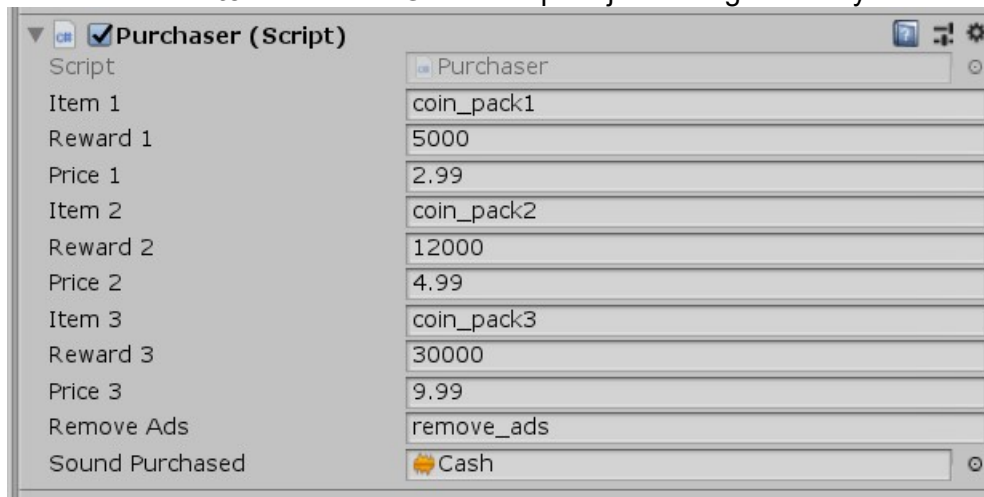 Purchaser (Script)
Script Purchaser
Item 1 coin_pack1
Reward 1 5000
Price 1 2.99
Item 2 coin_pack2
Reward 2 12000
Price 2 4.99
Item 3 coin_pack3
Reward 3 30000
Price 3 9.99
Remove Ads remove_ads
Sound Purchased Cash